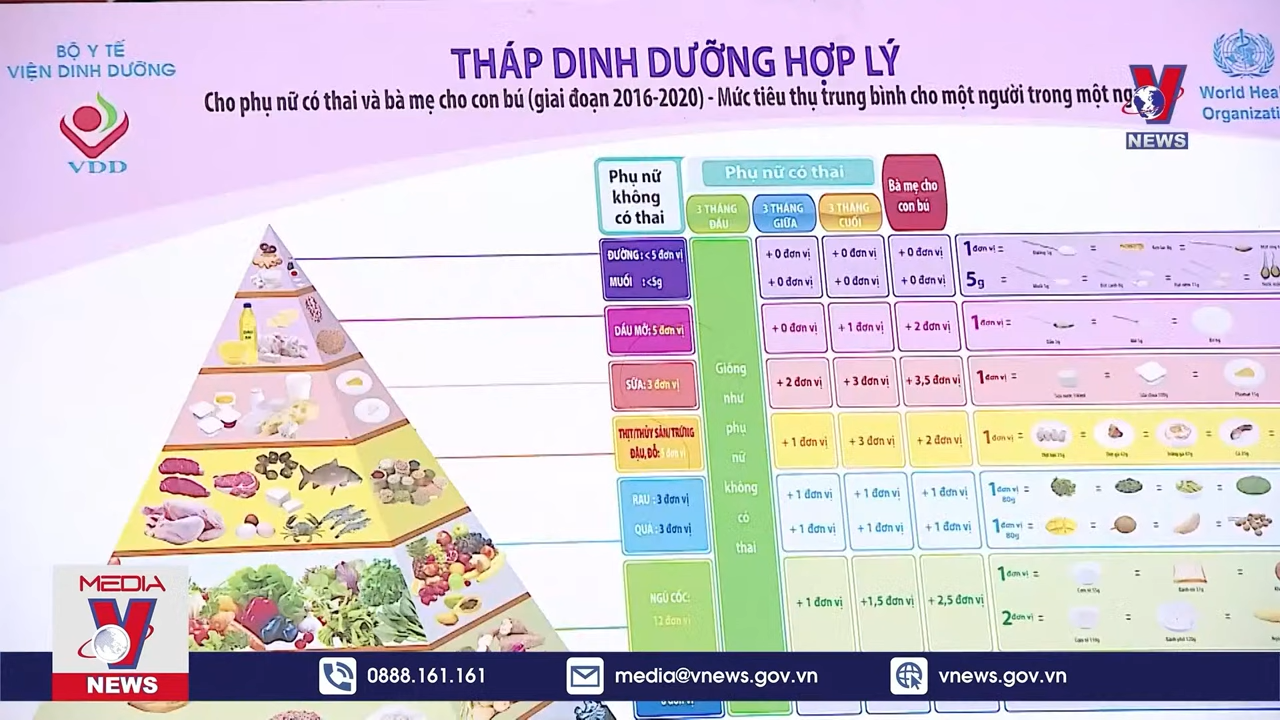 BỘ Y TẾ
VIỆN DINH DƯỠNG
VDD
THÁP DINH DƯỠNG HỢP LÝ
Cho phụ nữ có thai và bà mẹ cho con bú (giai đoạn 2016-2020) - Mức tiêu thụ trung bình cho một người trong một ng
V
NEWS
World Heal
Organizati
Phụ nữ
không
có thai
Phụ nữ có thai
3 THÁNG
ĐẦU
3 THÁNG
GIỮA
3 THÁNG
CUỐI
Bà mẹ cho
con bú
ĐƯỜNG: <5 đơn vị
MUỐI : <5g
+ 0 đơn vị + 0 đơn vị + 0 đơn vị
+ 0 đơn vị + 0 đơn vị + 0 đơn vị
1 đơn vị = = =
5g = = =
DẦU MỠ: 5 đơn vị
+ 0 đơn vị + 1 đơn vị + 2 đơn vị
1 đơn vị = = =
SỮA: 3 đơn vị
+ 2 đơn vị + 3 đơn vị + 3,5 đơn vị
1 đơn vị = = =
THỊT/THỦY SẢN/TRỨNG
ĐẬU, ĐỖ: đơn vị
+ 1 đơn vị + 3 đơn vị + 2 đơn vị
1 đơn vị = = = =
RAU : 3 đơn vị
QUẢ : 3 đơn vị
+ 1 đơn vị + 1 đơn vị + 1 đơn vị
+ 1 đơn vị + 1 đơn vị + 1 đơn vị
1 đơn vị = = = =
80g
1 đơn vị = = = =
80g
Giống
như
phụ
nữ
không
có
thai
NGŨ CỐC:
12 đơn vị
+ 1 đơn vị +1,5 đơn vị + 2,5 đơn vị
1 đơn vị = = =
2 đơn vị = = =
MEDIA
V
NEWS
0888.161.161
media@vnews.gov.vn
vnews.gov.vn